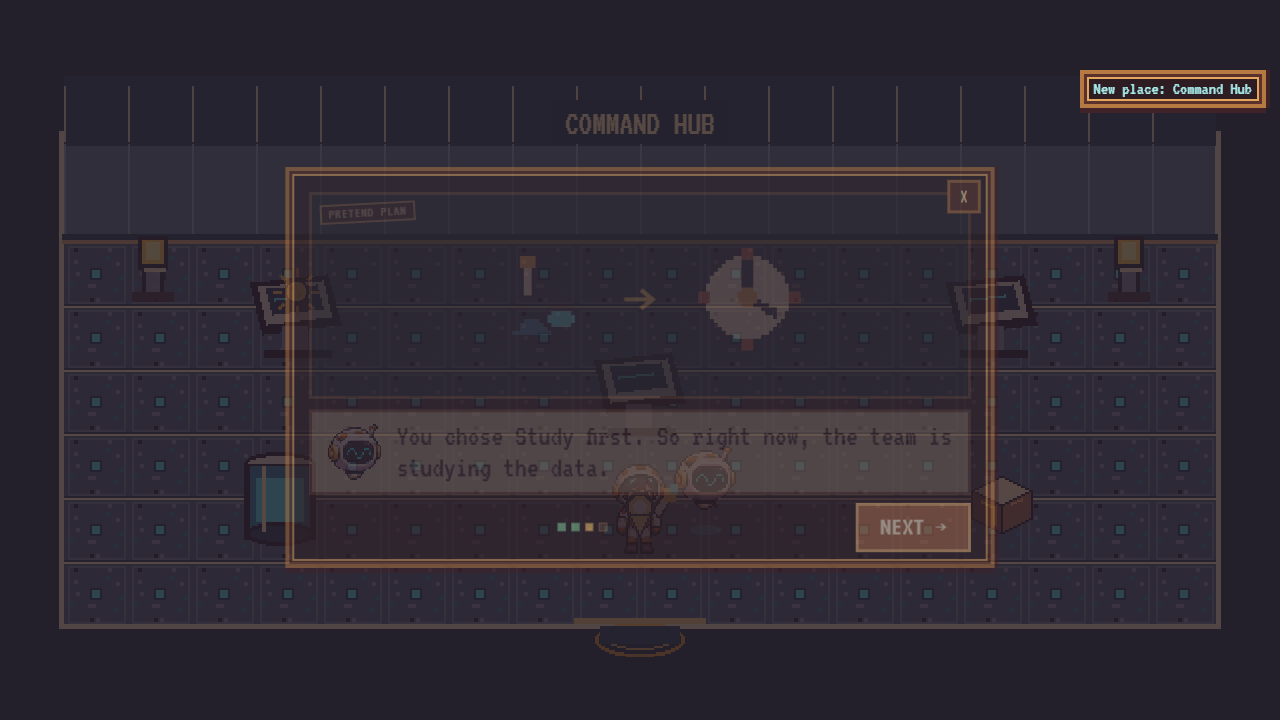 New place: Command Hub
COMMAND HUB
PRETEND PLAN
X
You chose Study first. So right now, the team is
studying the data.
NEXT →